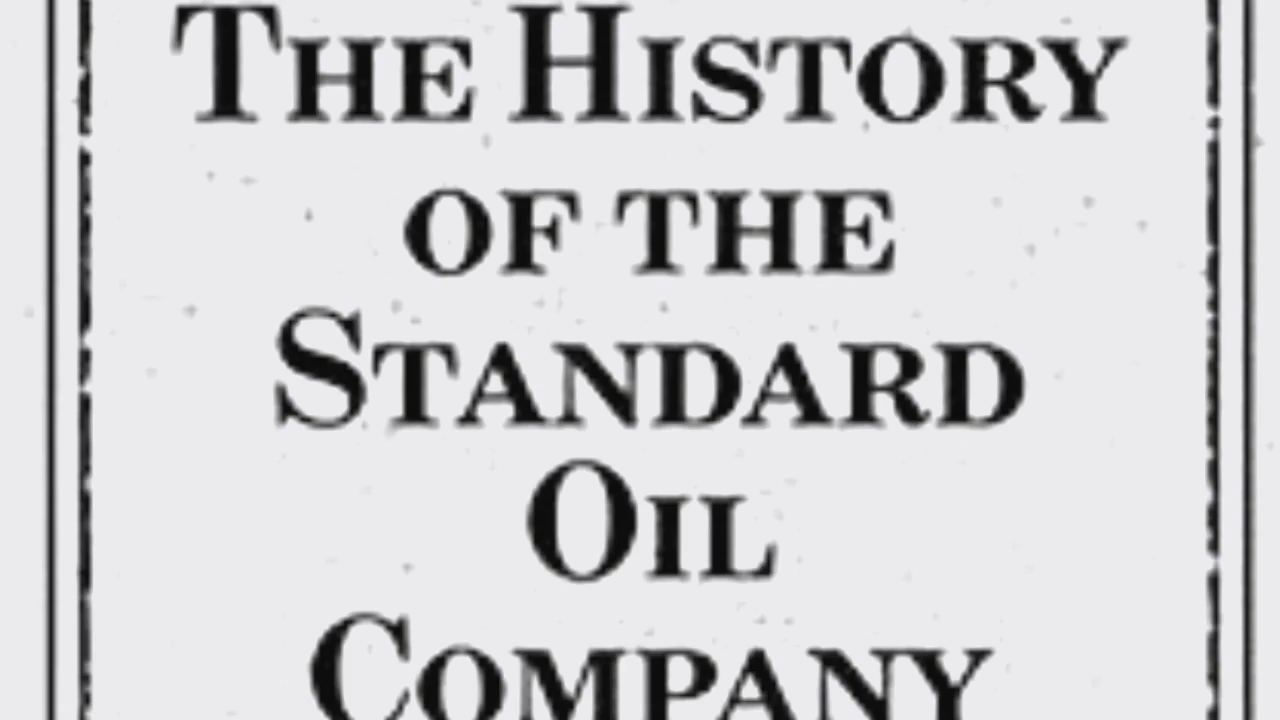 The History
of the
Standard
Oil
Company